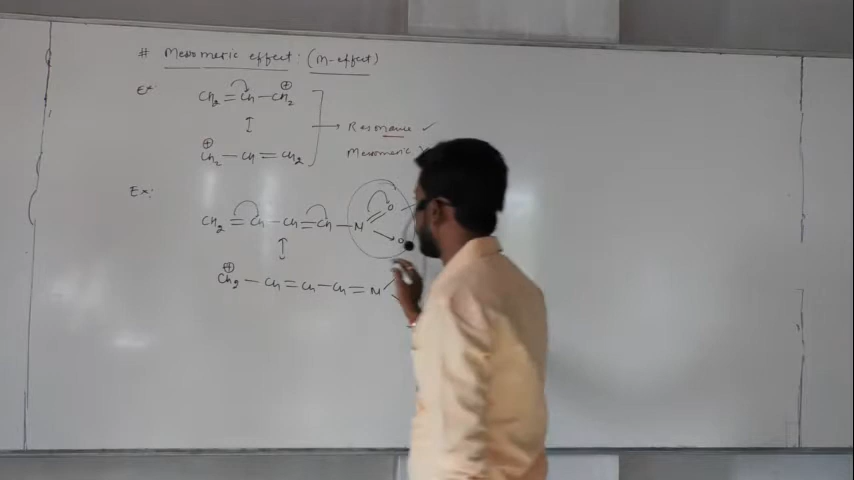 # Mesomeric effect: (m-effect)
Ex: CH2=CH—CH2⊕
↕
→ Resonance ✓
⊕CH2—CH=CH2
Mesomeric
Ex:
CH2=CH—CH=CH—N=O→O
↕
⊕CH2—CH=CH—CH=N